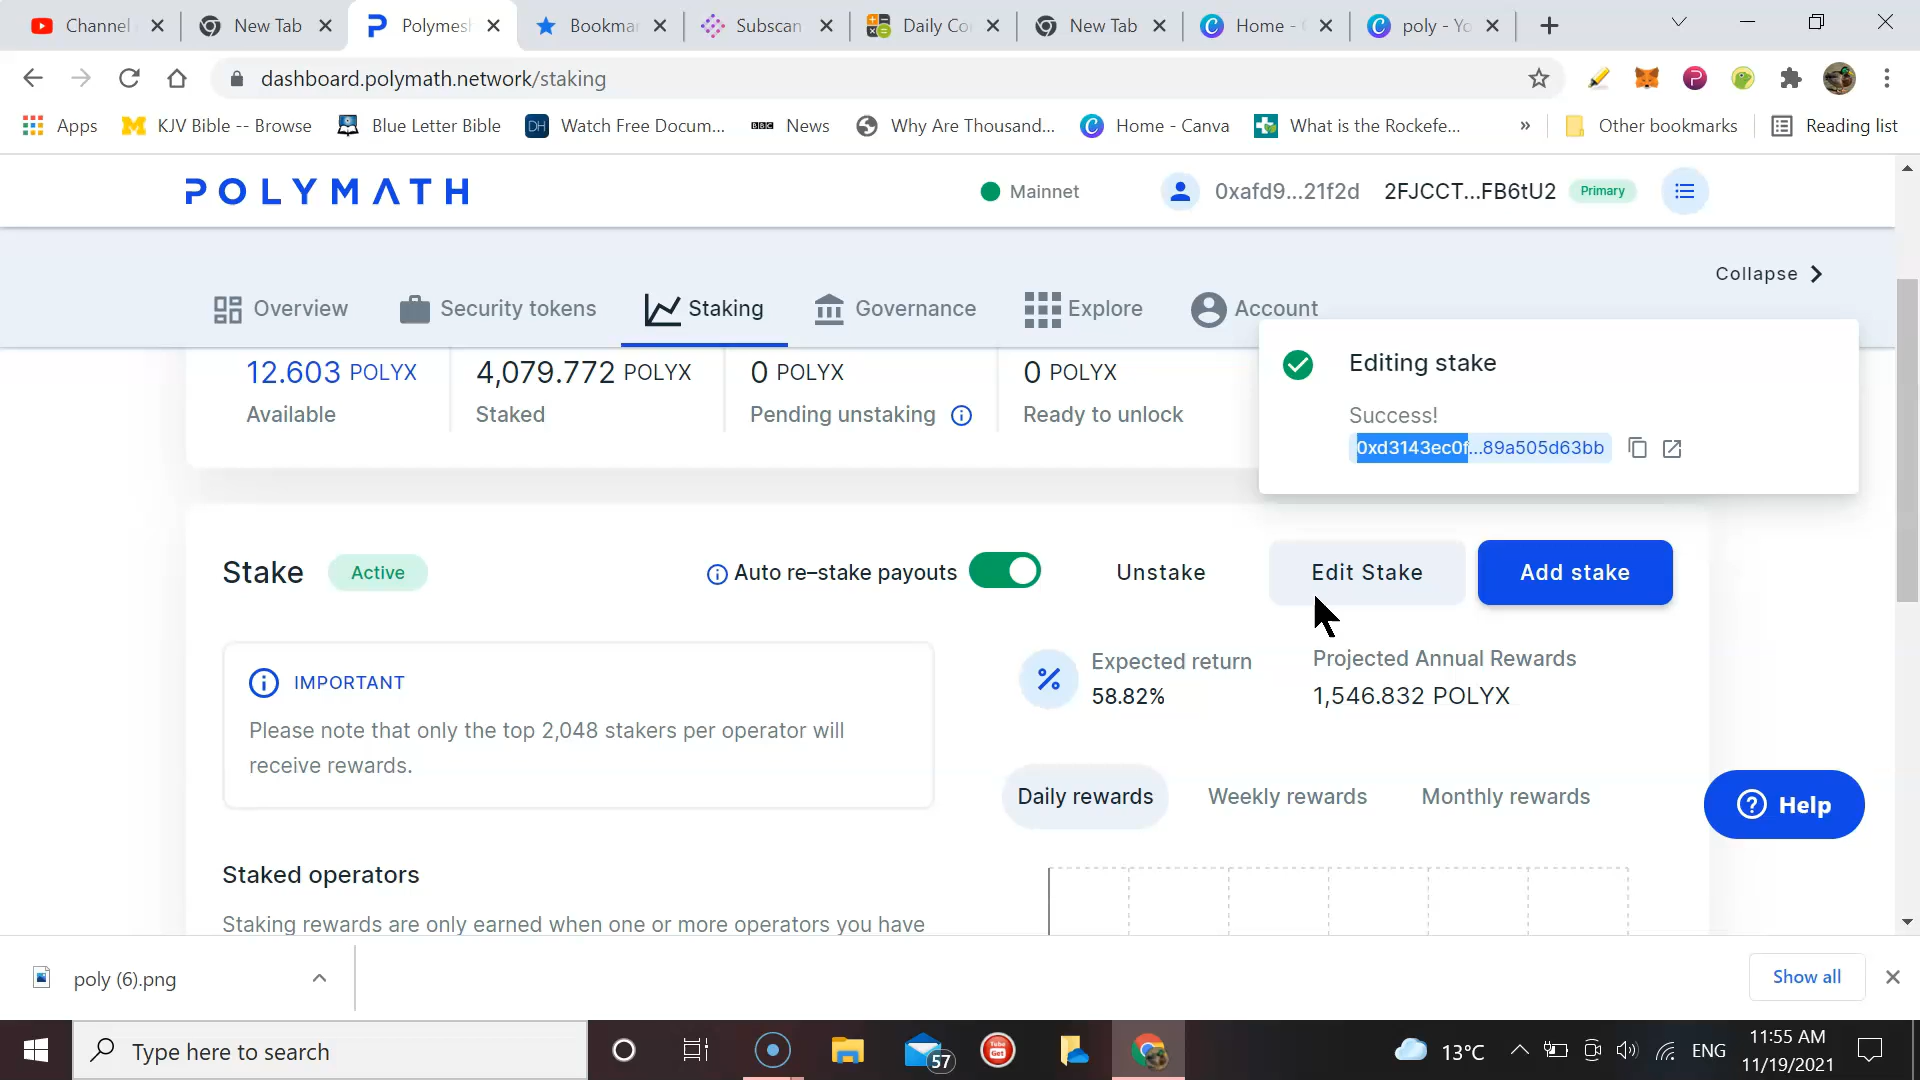 Channel
New Tab
Polymesh
Bookmar
Subscan
Daily Co
New Tab
Home -
poly - Yo
dashboard.polymath.network/staking
Apps
KJV Bible -- Browse
Blue Letter Bible
DH
Watch Free Docum...
BBC
News
Why Are Thousand...
Home - Canva
What is the Rockefe...
»
Other bookmarks
Reading list
POLYMATH
Mainnet
0xafd9...21f2d
2FJCCT...FB6tU2
Primary
Collapse
Overview
Security tokens
Staking
Governance
Explore
Account
12.603 POLYX
4,079.772 POLYX
0 POLYX
0 POLYX
Available
Staked
Pending unstaking
Ready to unlock
Editing stake
Success!
0xd3143ec0f...89a505d63bb
Stake
Active
Auto re–stake payouts
Unstake
Edit Stake
Add stake
IMPORTANT
Please note that only the top 2,048 stakers per operator will
receive rewards.
Expected return
58.82%
Projected Annual Rewards
1,546.832 POLYX
Daily rewards
Weekly rewards
Monthly rewards
Help
Staked operators
Staking rewards are only earned when one or more operators you have
poly (6).png
Show all
Type here to search
57
Tube
Get
13°C
ENG
11:55 AM
11/19/2021